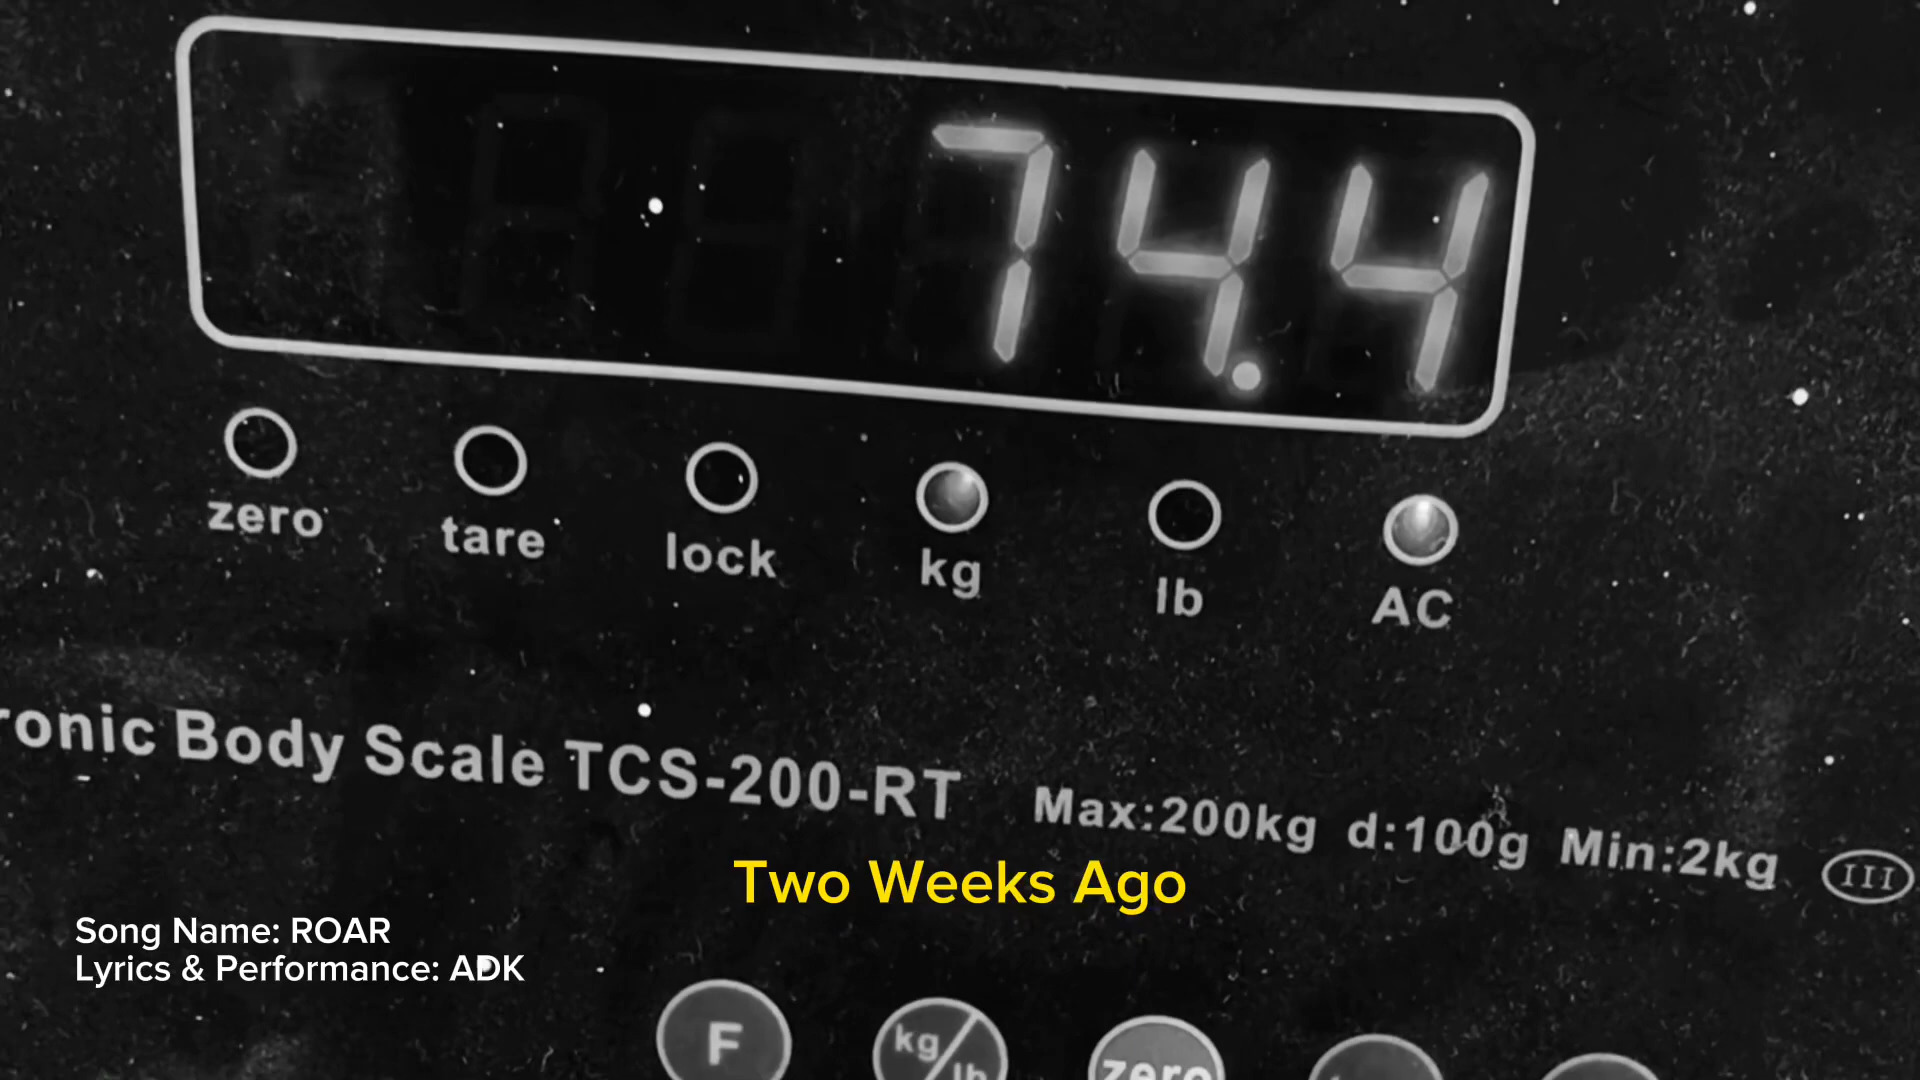 74.4
zero tare lock kg lb AC
ronic Body Scale TCS-200-RT Max:200kg d:100g Min:2kg III
Two Weeks Ago
Song Name: ROAR
Lyrics & Performance: ADK
F kg/lb zero